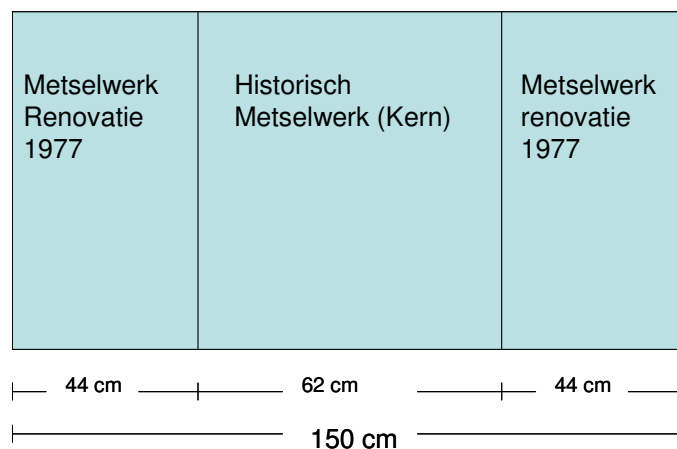 Metselwerk
Renovatie
1977
Historisch
Metselwerk (Kern)
Metselwerk
renovatie
1977
44 cm
62 cm
44 cm
150 cm